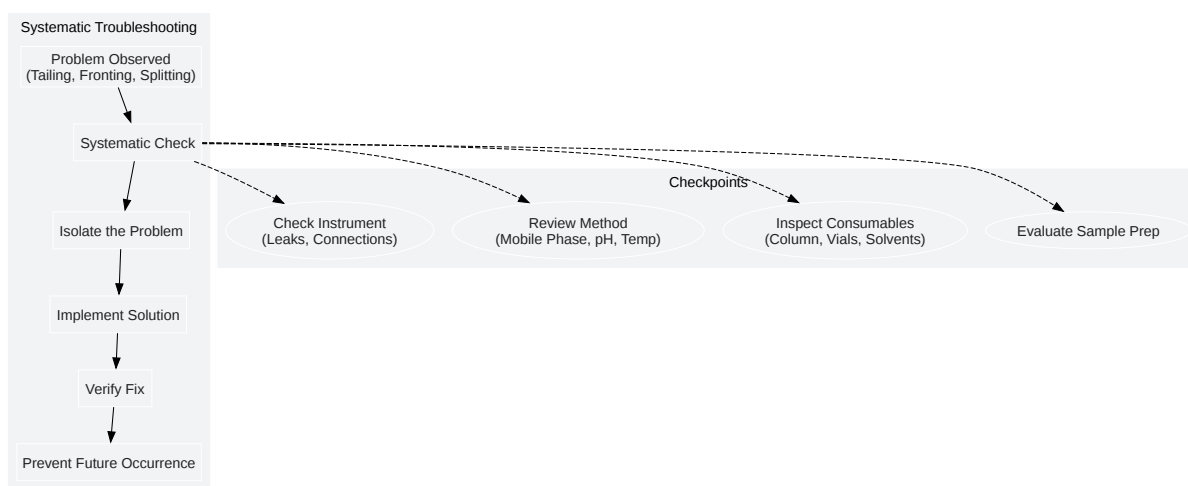 Systematic Troubleshooting
Problem Observed
(Tailing, Fronting, Splitting)
Systematic Check
Checkpoints
Check Instrument
(Leaks, Connections)
Review Method
(Mobile Phase, pH, Temp)
Inspect Consumables
(Column, Vials, Solvents)
Evaluate Sample Prep
Isolate the Problem
Implement Solution
Verify Fix
Prevent Future Occurrence